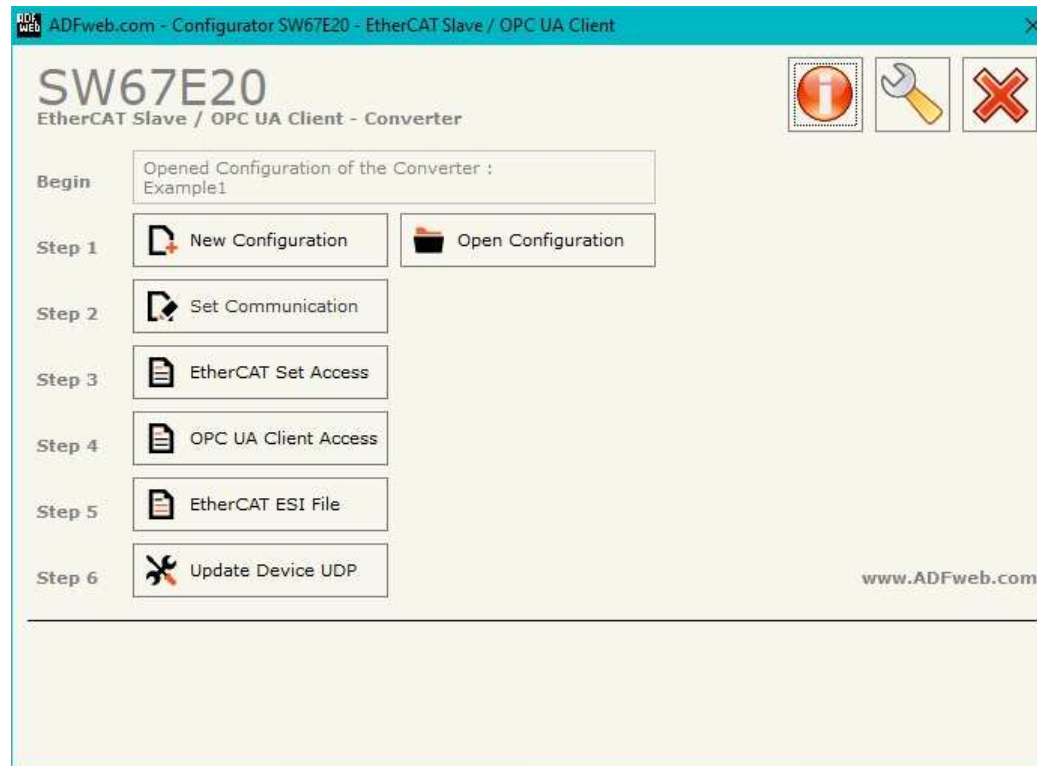 ADFweb.com - Configurator SW67E20 - EtherCAT Slave / OPC UA Client
SW67E20
EtherCAT Slave / OPC UA Client - Converter
Begin
Opened Configuration of the Converter :
Example1
Step 1
New Configuration
Open Configuration
Step 2
Set Communication
Step 3
EtherCAT Set Access
Step 4
OPC UA Client Access
Step 5
EtherCAT ESI File
Step 6
Update Device UDP
www.ADFweb.com